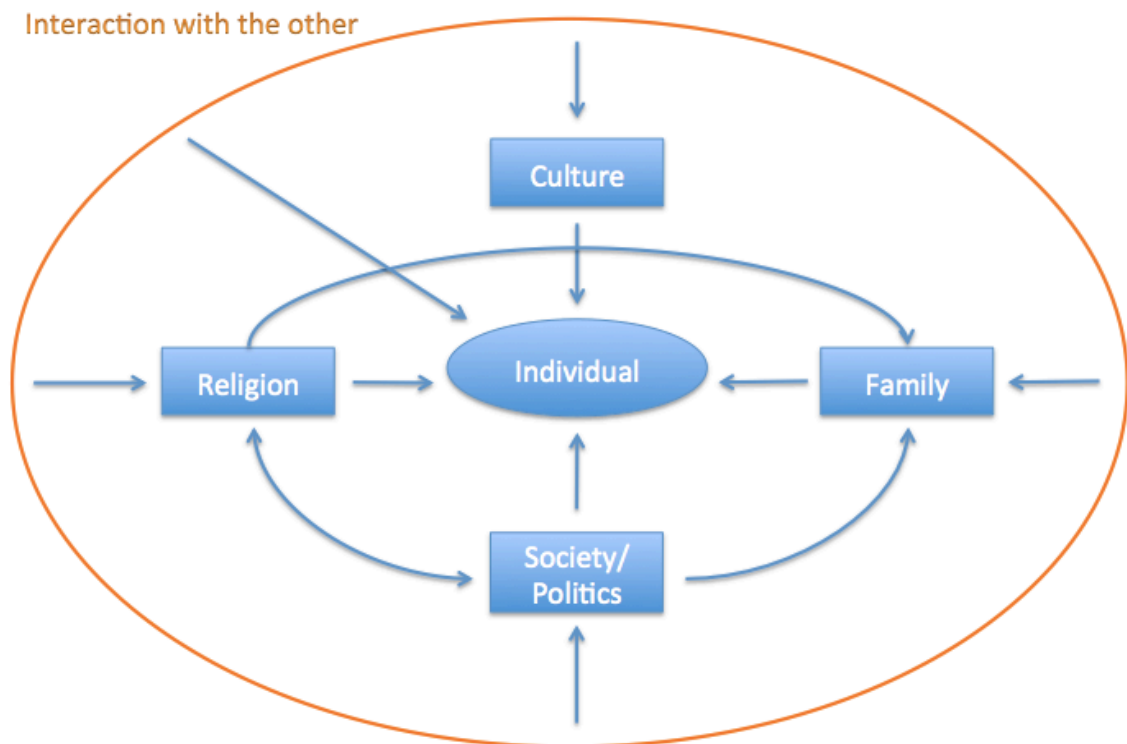 Interaction with the other
Culture
Religion
Individual
Family
Society/
Politics